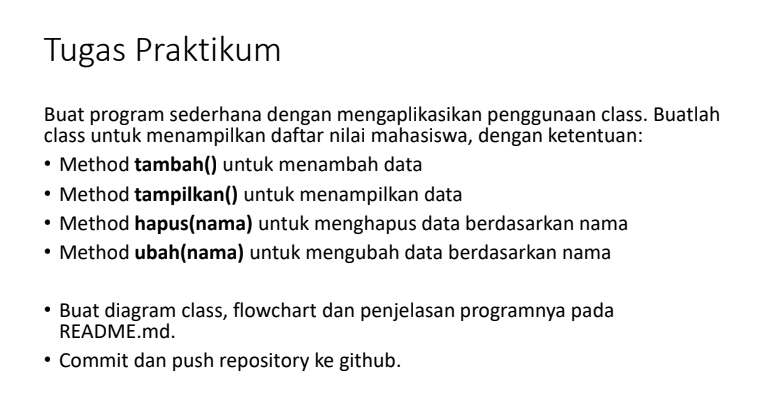 Tugas Praktikum
Buat program sederhana dengan mengaplikasikan penggunaan class. Buatlah
class untuk menampilkan daftar nilai mahasiswa, dengan ketentuan:
• Method tambah() untuk menambah data
• Method tampilkan() untuk menampilkan data
• Method hapus(nama) untuk menghapus data berdasarkan nama
• Method ubah(nama) untuk mengubah data berdasarkan nama
• Buat diagram class, flowchart dan penjelasan programnya pada
README.md.
• Commit dan push repository ke github.